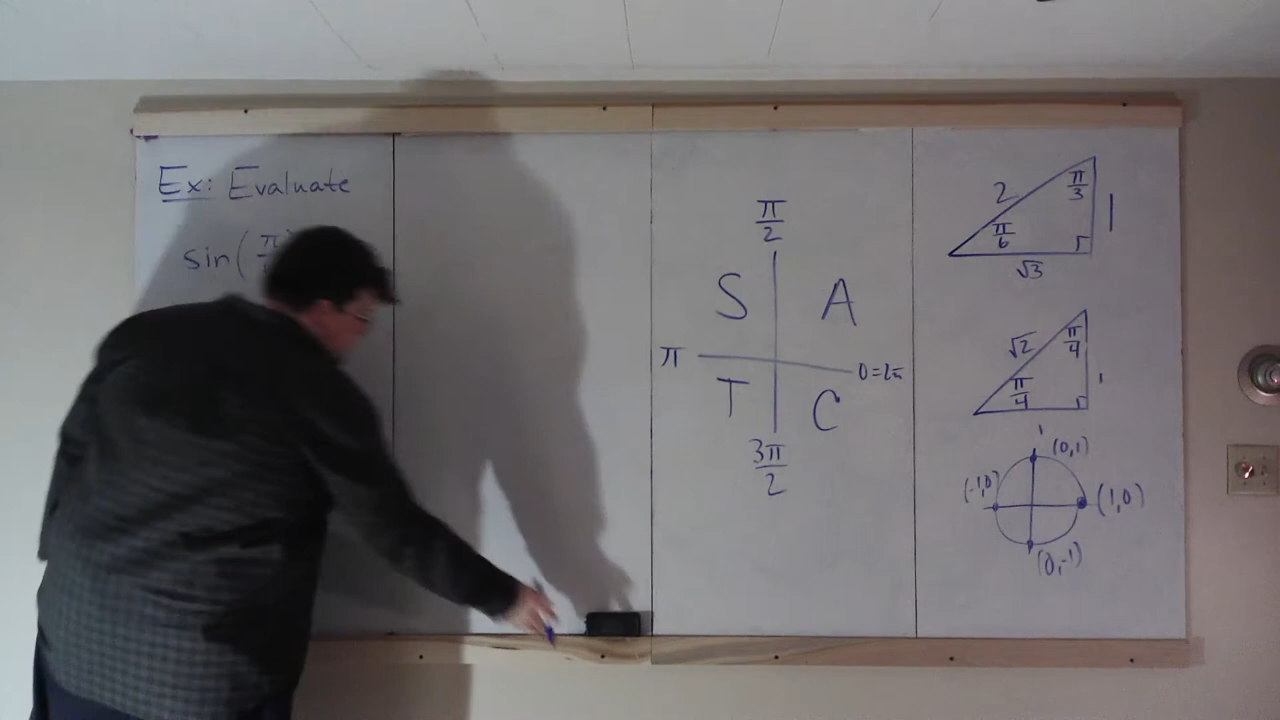 Ex: Evaluate
sin(π
π/2
S A
π 0=2π
T C
3π/2
2 π/3 1
π/6
√3
√2 π/4 1
π/4
1
(0,1)
(-1,0) (1,0)
(0,-1)